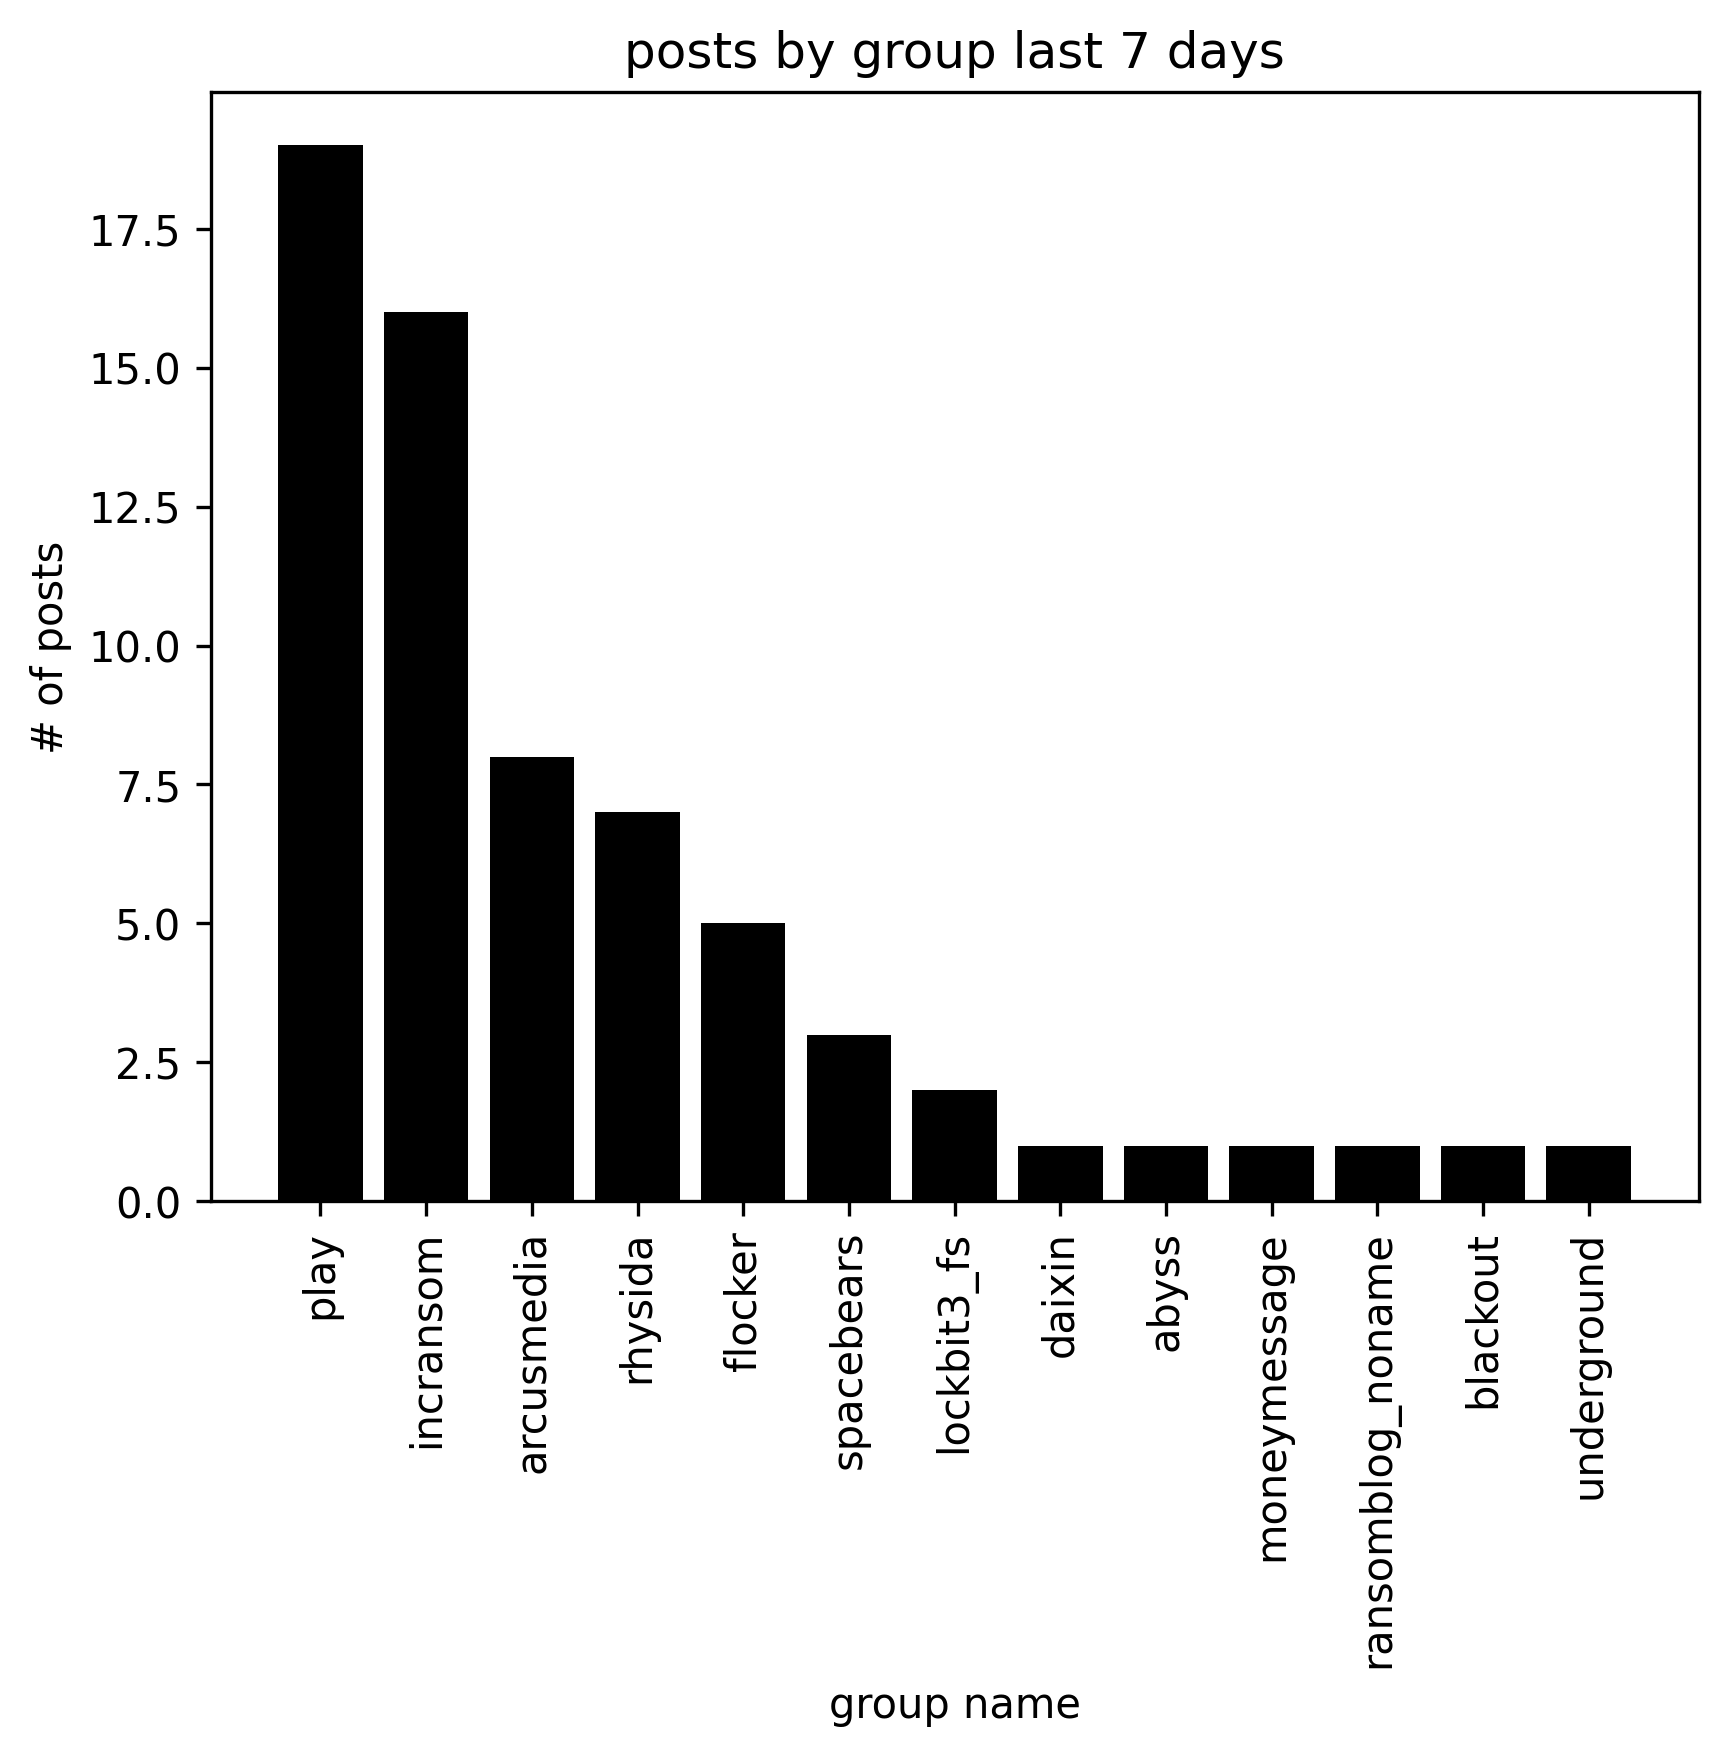 posts by group last 7 days
# of posts
17.5
15.0
12.5
10.0
7.5
5.0
2.5
0.0
play
incransom
arcusmedia
rhysida
flocker
spacebears
lockbit3_fs
daixin
abyss
moneymessage
ransomblog_noname
blackout
underground
group name